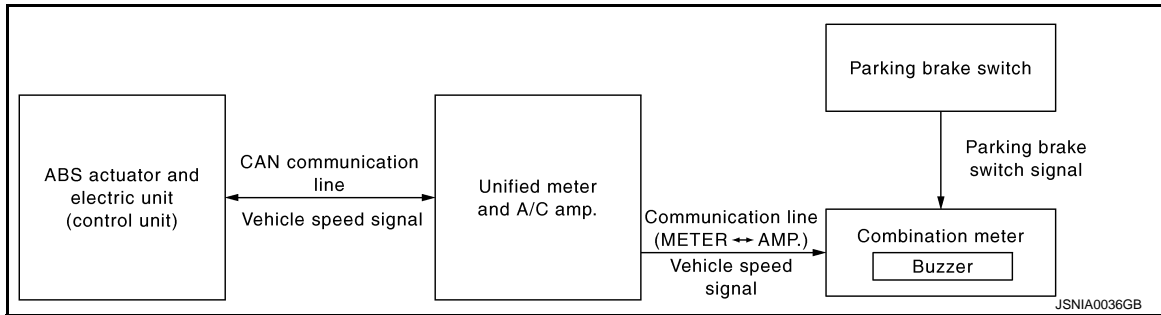 ABS actuator and
electric unit
(control unit)
CAN communication
line
Vehicle speed signal
Unified meter
and A/C amp.
Communication line
(METER ↔ AMP.)
Vehicle speed
signal
Parking brake switch
Parking brake
switch signal
Combination meter
Buzzer
JSNIA0036GB